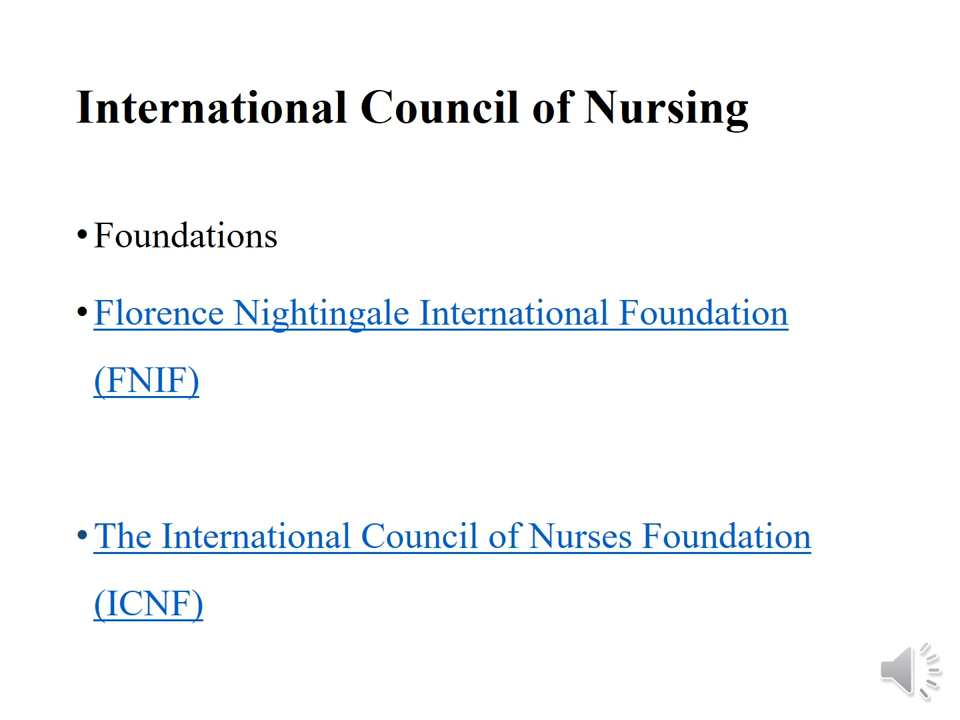 International Council of Nursing
•Foundations
•Florence Nightingale International Foundation
(FNIF)
•The International Council of Nurses Foundation
(ICNF)